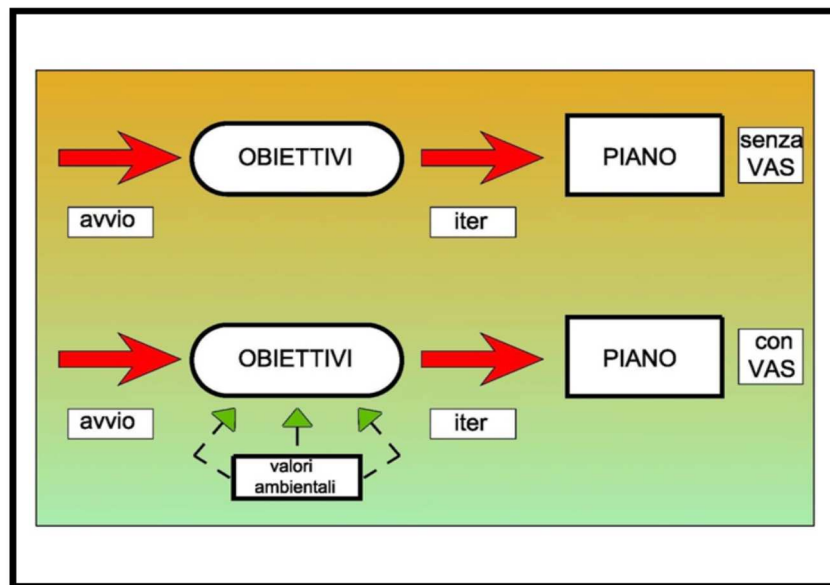 OBIETTIVI
PIANO
senza
VAS
avvio
iter
OBIETTIVI
PIANO
con
VAS
avvio
iter
valori
ambientali